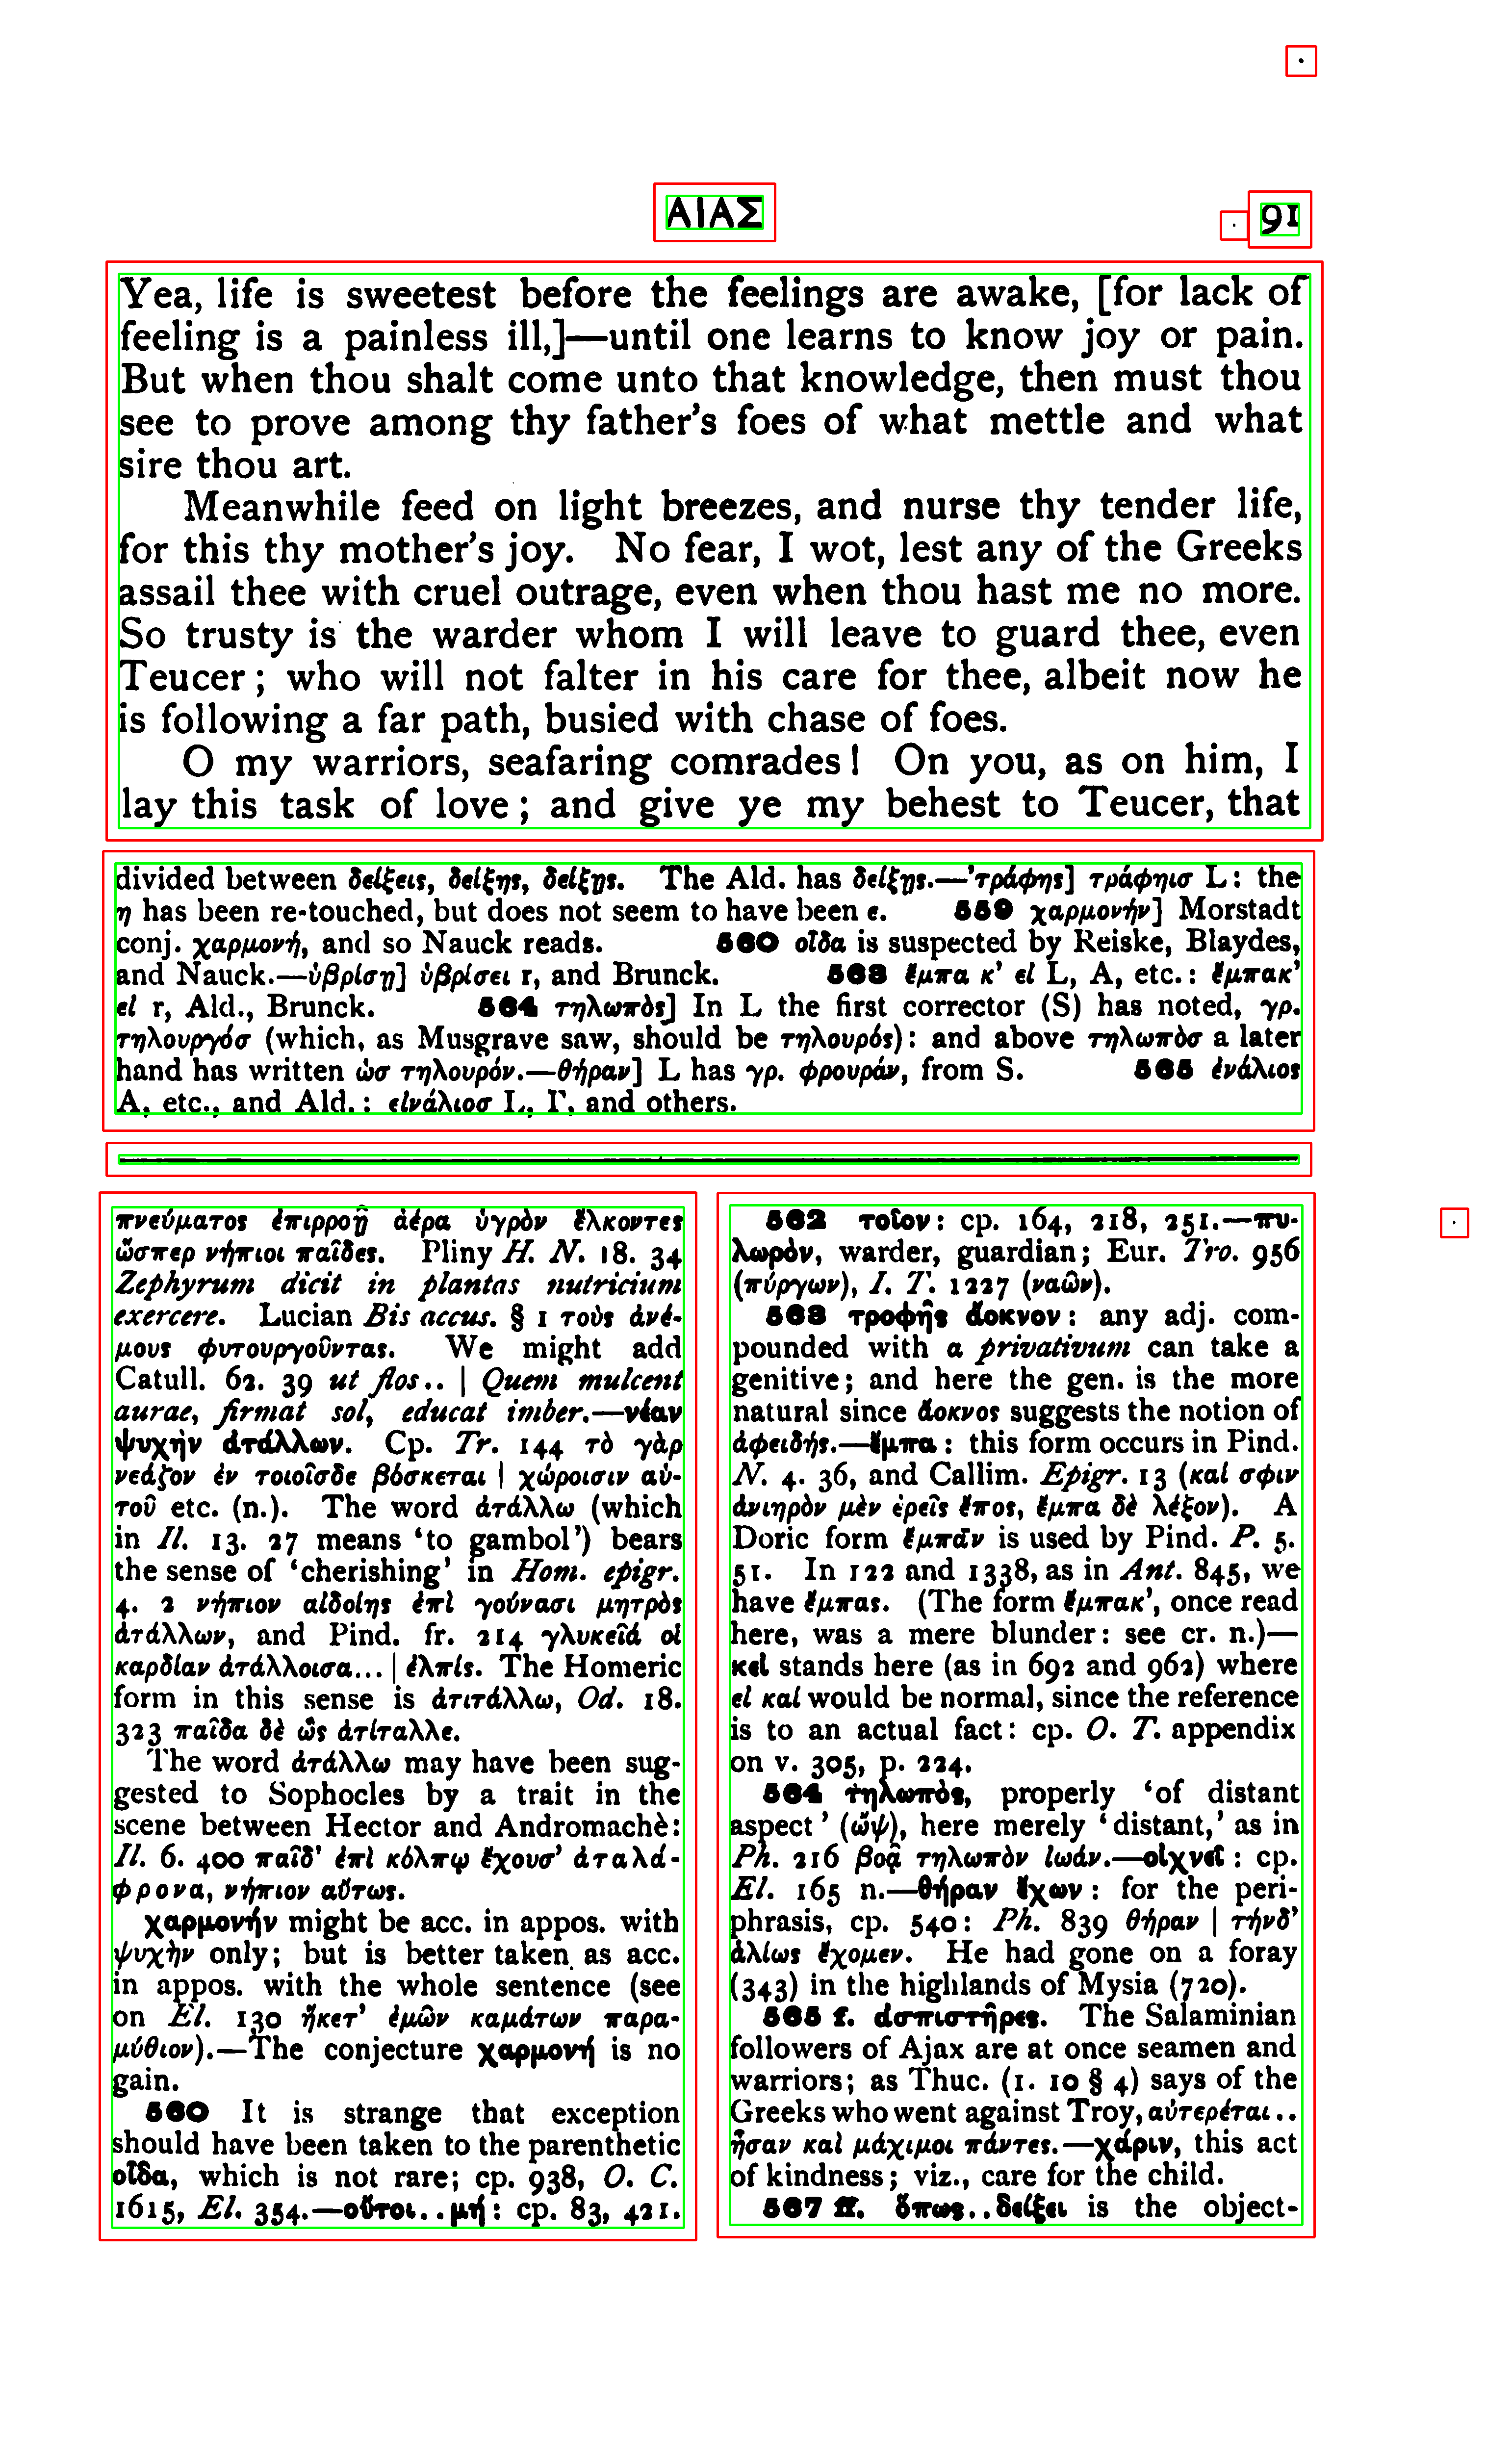 ΑΙΑΣ
91
Yea, life is sweetest before the feelings are awake, [for lack of
feeling is a painless ill,]—until one learns to know joy or pain.
But when thou shalt come unto that knowledge, then must thou
see to prove among thy father's foes of what mettle and what
sire thou art.
Meanwhile feed on light breezes, and nurse thy tender life,
for this thy mother's joy. No fear, I wot, lest any of the Greeks
assail thee with cruel outrage, even when thou hast me no more.
So trusty is the warder whom I will leave to guard thee, even
Teucer; who will not falter in his care for thee, albeit now he
is following a far path, busied with chase of foes.
O my warriors, seafaring comrades! On you, as on him, I
lay this task of love; and give ye my behest to Teucer, that
divided between δείξεις, δείξης, δείξῃς. The Ald. has δείξῃς.—'τράφης] τράφηισ L: the
η has been re-touched, but does not seem to have been ε. 559 χαρμονήν] Morstadt
conj. χαρμονή, and so Nauck reads. 560 οἶδα is suspected by Reiske, Blaydes,
and Nauck.—ὑβρίσῃ] ὑβρίσει r, and Brunck. 563 ἔμπα κ' εἰ L, A, etc.: ἔμπακ'
εἰ r, Ald., Brunck. 564 τηλωπὸς] In L the first corrector (S) has noted, γρ.
τηλουργόσ (which, as Musgrave saw, should be τηλουρός): and above τηλωπὸσ a later
hand has written ὡσ τηλουρόν.—θήραν] L has γρ. φρουράν, from S. 565 ἐνάλιος
A, etc., and Ald.: εἰνάλιοσ L, Γ, and others.
πνεύματος ἐπιρροῇ ἀέρα ὑγρὸν ἕλκοντες
ὥσπερ νήπιοι παῖδες. Pliny H. N. 18. 34
Zephyrum dicit in plantas nutricium
exercere. Lucian Bis accus. § 1 τοὺς ἀνέ-
μους φυτουργοῦντας. We might add
Catull. 62. 39 ut flos.. | Quem mulcent
aurae, firmat sol, educat imber.—νέαν
ψυχὴν ἀτάλλων. Cp. Tr. 144 τὸ γὰρ
νεάζον ἐν τοιοῖσδε βόσκεται | χώροισιν αὑ-
τοῦ etc. (n.). The word ἀτάλλω (which
in Il. 13. 27 means 'to gambol') bears
the sense of 'cherishing' in Hom. epigr.
4. 2 νήπιον αἰδοίης ἐπὶ γούνασι μητρὸς
ἀτάλλων, and Pind. fr. 214 γλυκεῖά οἱ
καρδίαν ἀτάλλοισα... | ἐλπίς. The Homeric
form in this sense is ἀτιτάλλω, Od. 18.
323 παῖδα δὲ ὣς ἀτίταλλε.
The word ἀτάλλω may have been sug-
gested to Sophocles by a trait in the
scene between Hector and Andromachè:
Il. 6. 400 παῖδ' ἐπὶ κόλπῳ ἔχουσ' ἀταλά-
φρονα, νήπιον αὔτως.
χαρμονήν might be acc. in appos. with
ψυχὴν only; but is better taken as acc.
in appos. with the whole sentence (see
on El. 130 ἥκετ' ἐμῶν καμάτων παρα-
μύθιον).—The conjecture χαρμονή is no
gain.
560 It is strange that exception
should have been taken to the parenthetic
οἶδα, which is not rare; cp. 938, O. C.
1615, El. 354.—οὔτοι..μή: cp. 83, 421.
562 τοῖον: cp. 164, 218, 251.—πυ-
λωρὸν, warder, guardian; Eur. Tro. 956
(πύργων), I. T. 1227 (ναῶν).
563 τροφῆς ἄοκνον: any adj. com-
pounded with α privativum can take a
genitive; and here the gen. is the more
natural since ἄοκνος suggests the notion of
ἀφειδής.—ἔμπα: this form occurs in Pind.
N. 4. 36, and Callim. Epigr. 13 (καί σφιν
ἀνιηρὸν μὲν ἐρεῖς ἔπος, ἔμπα δὲ λέξον). A
Doric form ἔμπᾱν is used by Pind. P. 5.
51. In 122 and 1338, as in Ant. 845, we
have ἔμπας. (The form ἔμπακ', once read
here, was a mere blunder: see cr. n.)—
κεἰ stands here (as in 692 and 962) where
εἰ καί would be normal, since the reference
is to an actual fact: cp. O. T. appendix
on v. 305, p. 224.
564 τηλωπὸς, properly 'of distant
aspect' (ὤψ), here merely 'distant,' as in
Ph. 216 βοᾷ τηλωπὸν ἰωάν.—οἰχνεῖ: cp.
El. 165 n.—θήραν ἔχων: for the peri-
phrasis, cp. 540: Ph. 839 θήραν | τήνδ'
ἁλίως ἔχομεν. He had gone on a foray
(343) in the highlands of Mysia (720).
565 f. ἀσπιστῆρες. The Salaminian
followers of Ajax are at once seamen and
warriors; as Thuc. (1. 10 § 4) says of the
Greeks who went against Troy, αὐτερέται..
ἦσαν καὶ μάχιμοι πάντες.—χάριν, this act
of kindness; viz., care for the child.
567 ff. ὅπως..δείξει is the object-